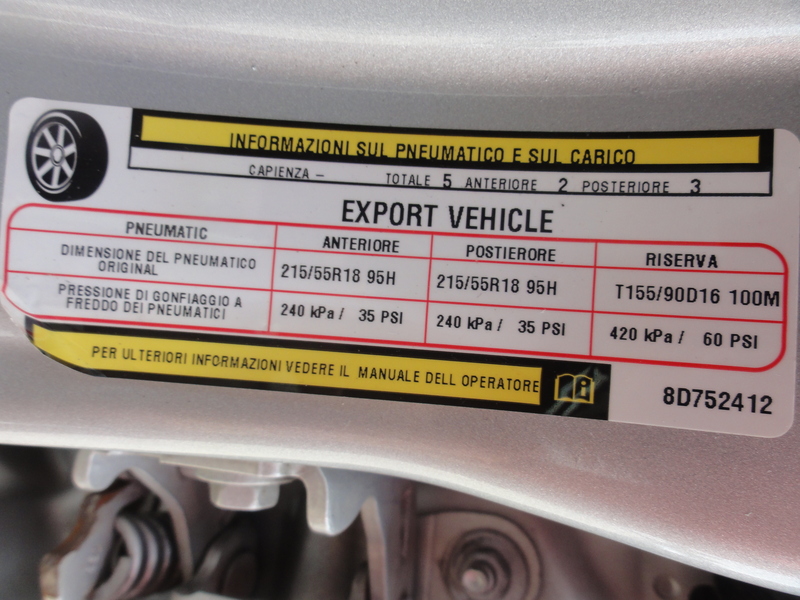 INFORMAZIONI SUL PNEUMATICO E SUL CARICO
CAPIENZA – TOTALE 5 ANTERIORE 2 POSTERIORE 3
EXPORT VEHICLE
PNEUMATIC ANTERIORE POSTIERORE RISERVA
DIMENSIONE DEL PNEUMATICO
ORIGINAL
215/55R18 95H 215/55R18 95H T155/90D16 100M
PRESSIONE DI GONFIAGGIO A
FREDDO DEI PNEUMATICI
240 kPa / 35 PSI 240 kPa / 35 PSI 420 kPa / 60 PSI
PER ULTERIORI INFORMAZIONI VEDERE IL MANUALE DELL OPERATORE
8D752412